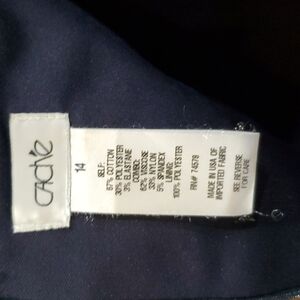 CACHÉ
14
SELF:
67% COTTON
30% POLYESTER
3% ELASTANE
COMBO:
62% VISCOSE
33% NYLON
5% SPANDEX
LINING:
100% POLYESTER
RN# 74578
MADE IN USA OF
IMPORTED FABRIC
SEE REVERSE
FOR CARE